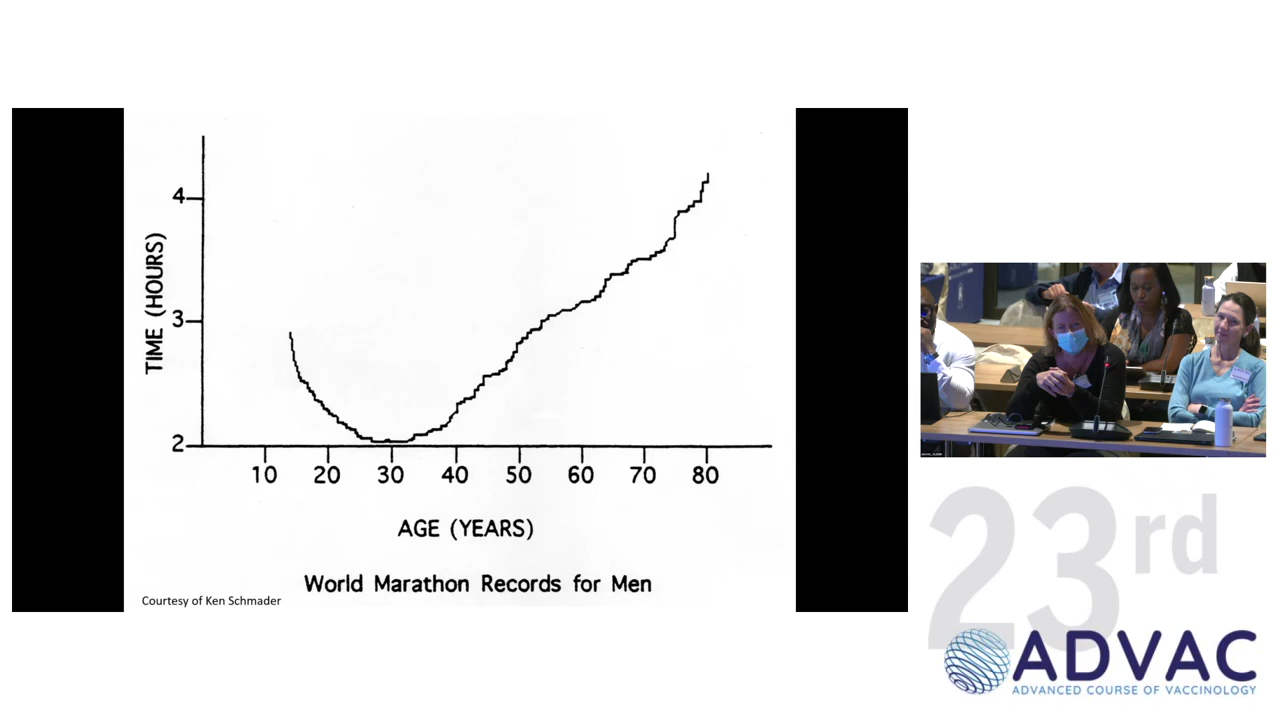 4
3
2
TIME (HOURS)
10 20 30 40 50 60 70 80
AGE (YEARS)
World Marathon Records for Men
Courtesy of Ken Schmader
23rd
ADVAC
ADVANCED COURSE OF VACCINOLOGY